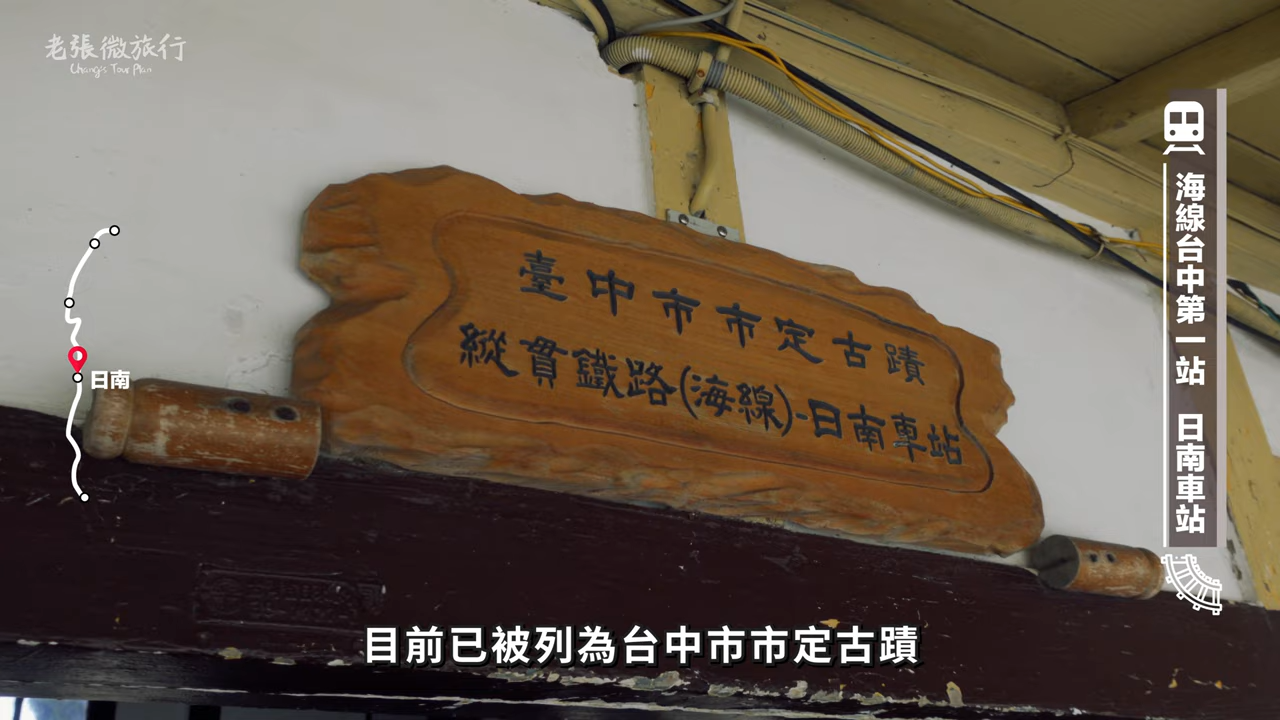 老張微旅行
Chang's Tour Plan
臺中市市定古蹟
縱貫鐵路(海線)-日南車站
日南
海線台中第一站 日南車站
目前已被列為台中市市定古蹟